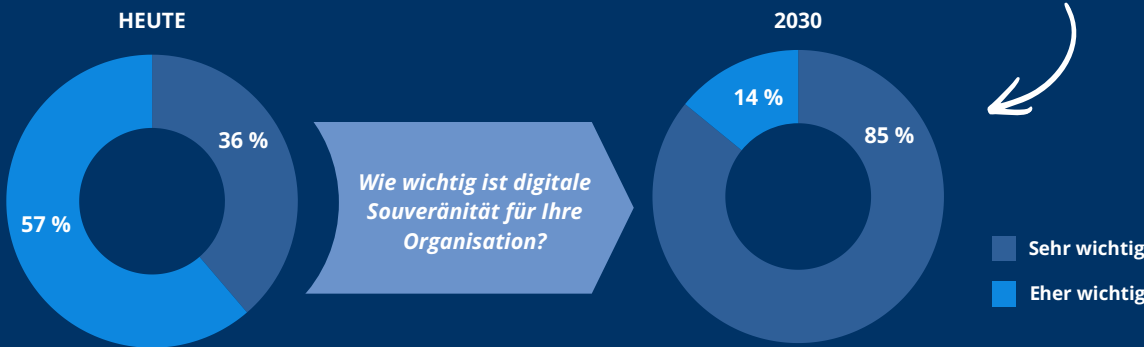 HEUTE
2030
36 %
57 %
Wie wichtig ist digitale
Souveränität für Ihre
Organisation?
14 %
85 %
Sehr wichtig
Eher wichtig